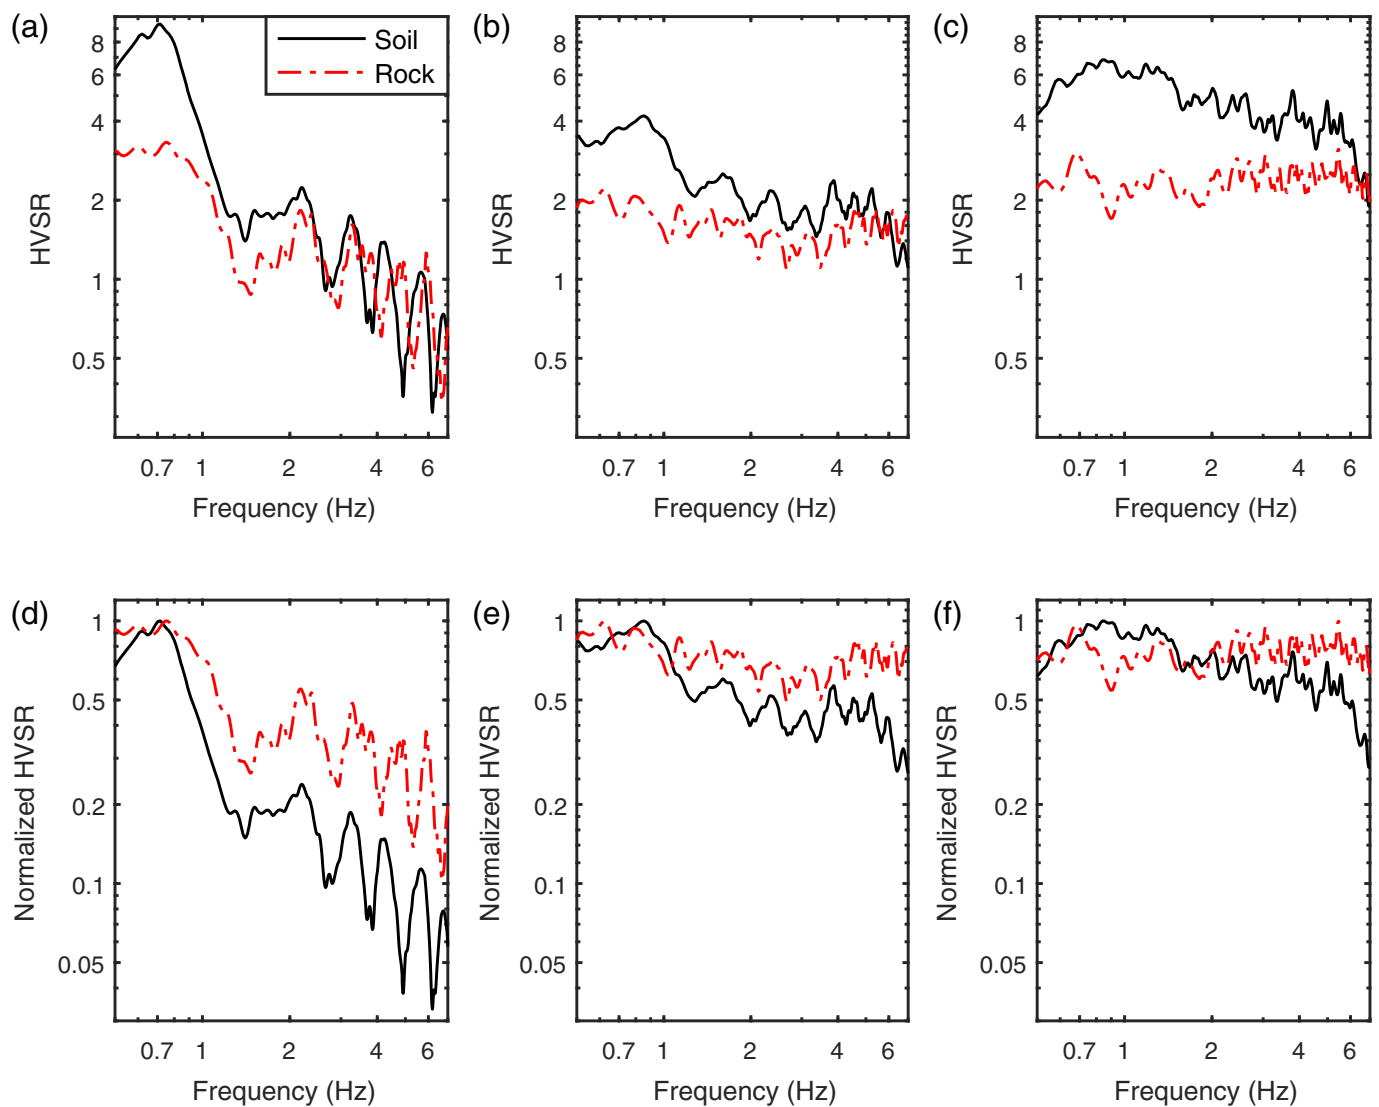 (a)
8
6
4
2
1
0.5
HVSR
Soil
Rock
0.7 1 2 4 6
Frequency (Hz)
(b)
8
6
4
2
1
0.5
HVSR
0.7 1 2 4 6
Frequency (Hz)
(c)
8
6
4
2
1
0.5
HVSR
0.7 1 2 4 6
Frequency (Hz)
(d)
1
0.5
0.2
0.1
0.05
Normalized HVSR
0.7 1 2 4 6
Frequency (Hz)
(e)
1
0.5
0.2
0.1
0.05
Normalized HVSR
0.7 1 2 4 6
Frequency (Hz)
(f)
1
0.5
0.2
0.1
0.05
Normalized HVSR
0.7 1 2 4 6
Frequency (Hz)